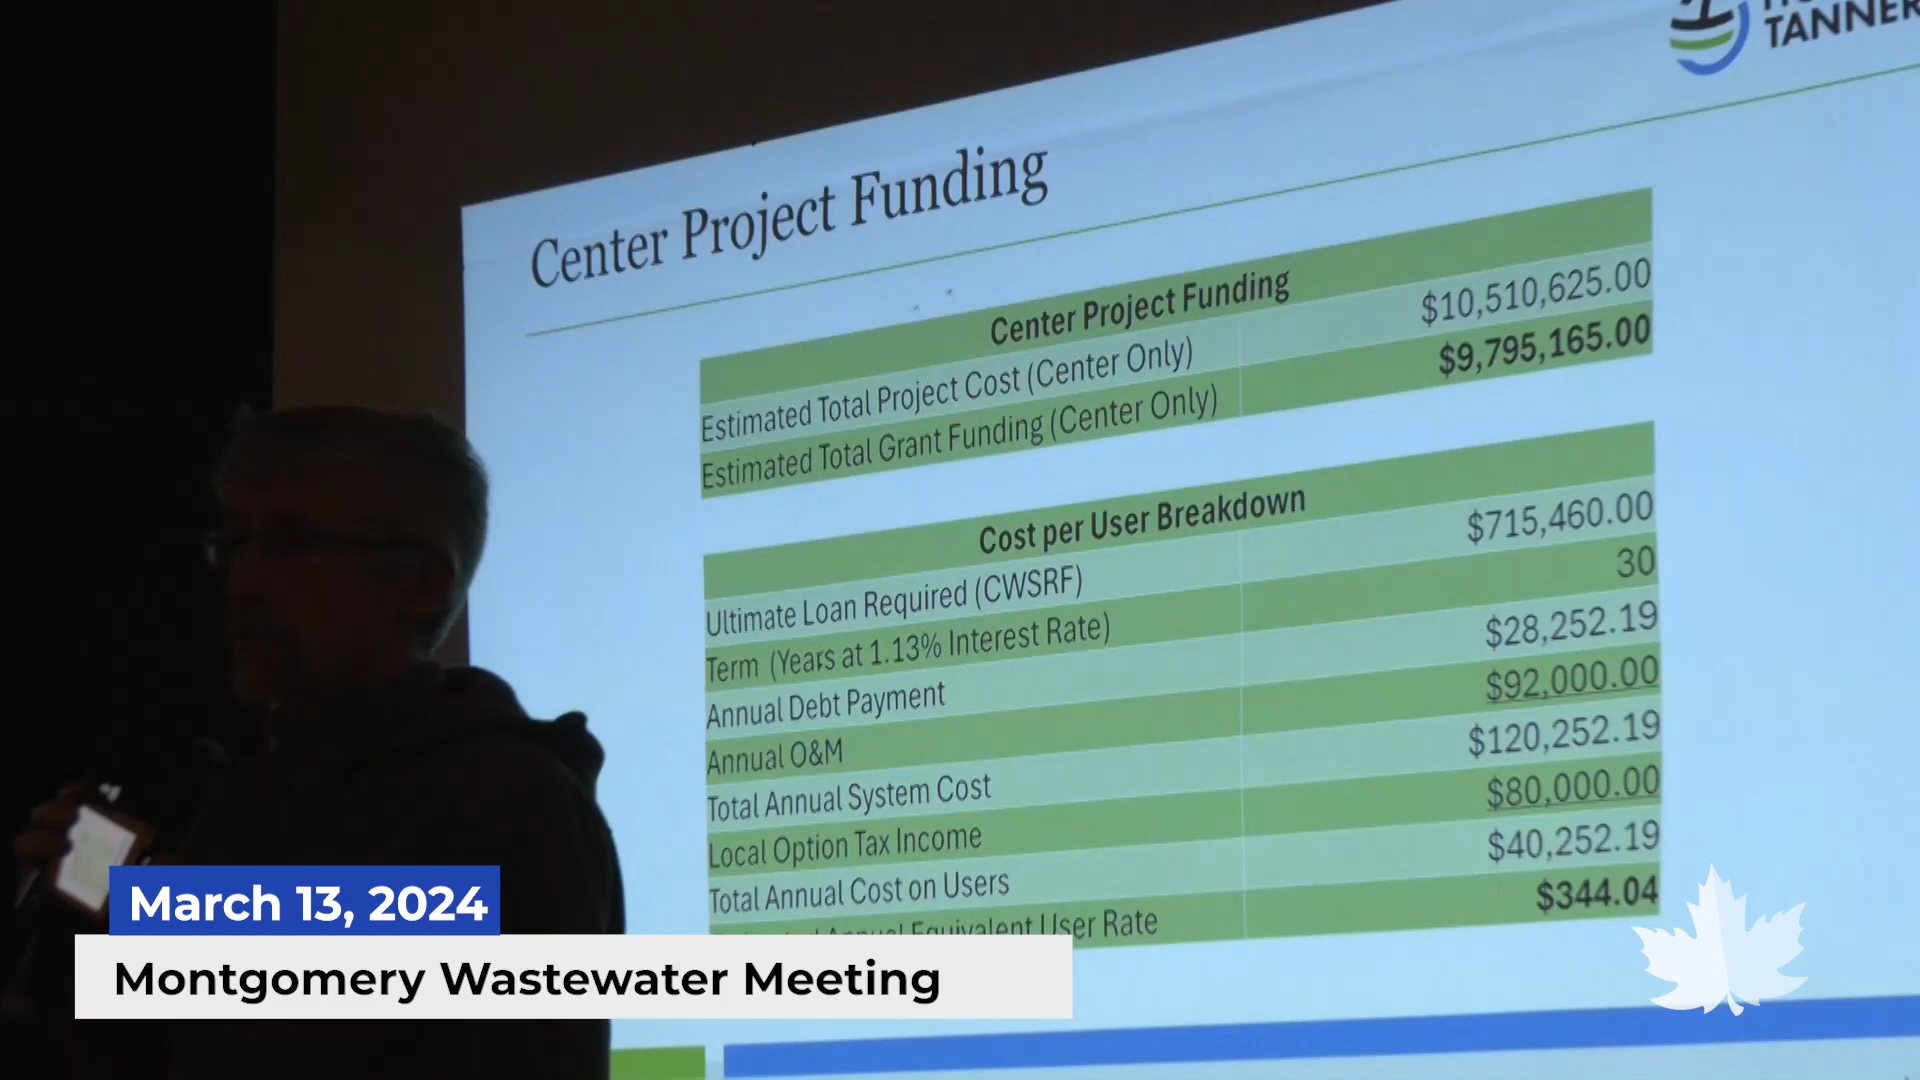 TANNER
Center Project Funding
Center Project Funding
Estimated Total Project Cost (Center Only) $10,510,625.00
Estimated Total Grant Funding (Center Only) $9,795,165.00
Cost per User Breakdown
Ultimate Loan Required (CWSRF) $715,460.00
Term (Years at 1.13% Interest Rate) 30
Annual Debt Payment $28,252.19
Annual O&M $92,000.00
Total Annual System Cost $120,252.19
Local Option Tax Income $80,000.00
Total Annual Cost on Users $40,252.19
Annual Equivalent User Rate $344.04
March 13, 2024
Montgomery Wastewater Meeting